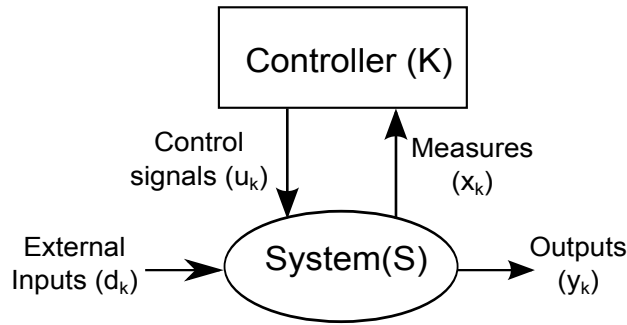 Controller (K)
Control
signals (uk)
Measures
(xk)
External
Inputs (dk)
System(S)
Outputs
(yk)